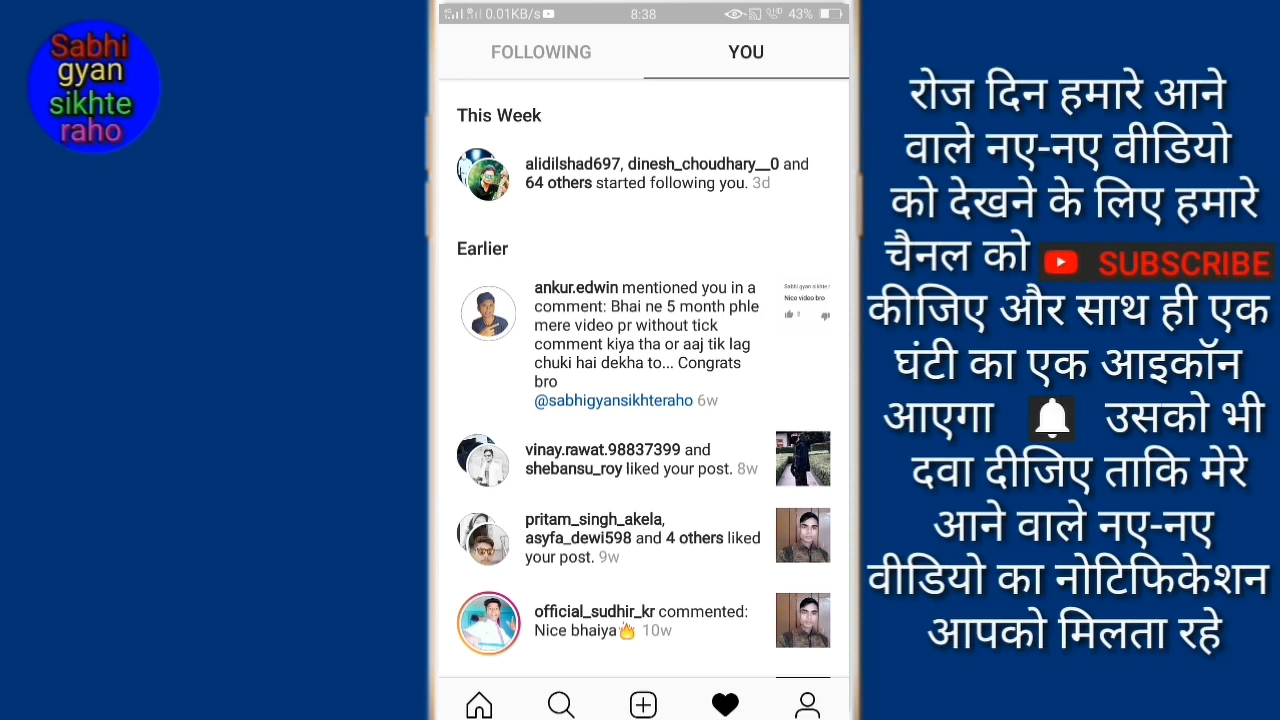 Sabhi
gyan
sikhte
raho
0.01KB/s
8:38
43%
FOLLOWING
YOU
This Week
alidilshad697, dinesh_choudhary__0 and
64 others started following you. 3d
Earlier
ankur.edwin mentioned you in a
comment: Bhai ne 5 month phle
mere video pr without tick
comment kiya tha or aaj tik lag
chuki hai dekha to... Congrats
bro
@sabhigyansikhteraho 6w
Nice video bro
vinay.rawat.98837399 and
shebansu_roy liked your post. 8w
pritam_singh_akela,
asyfa_dewi598 and 4 others liked
your post. 9w
official_sudhir_kr commented:
Nice bhaiya🔥 10w
रोज दिन हमारे आने
वाले नए-नए वीडियो
को देखने के लिए हमारे
चैनल को SUBSCRIBE
कीजिए और साथ ही एक
घंटी का एक आइकॉन
आएगा उसको भी
दवा दीजिए ताकि मेरे
आने वाले नए-नए
वीडियो का नोटिफिकेशन
आपको मिलता रहे